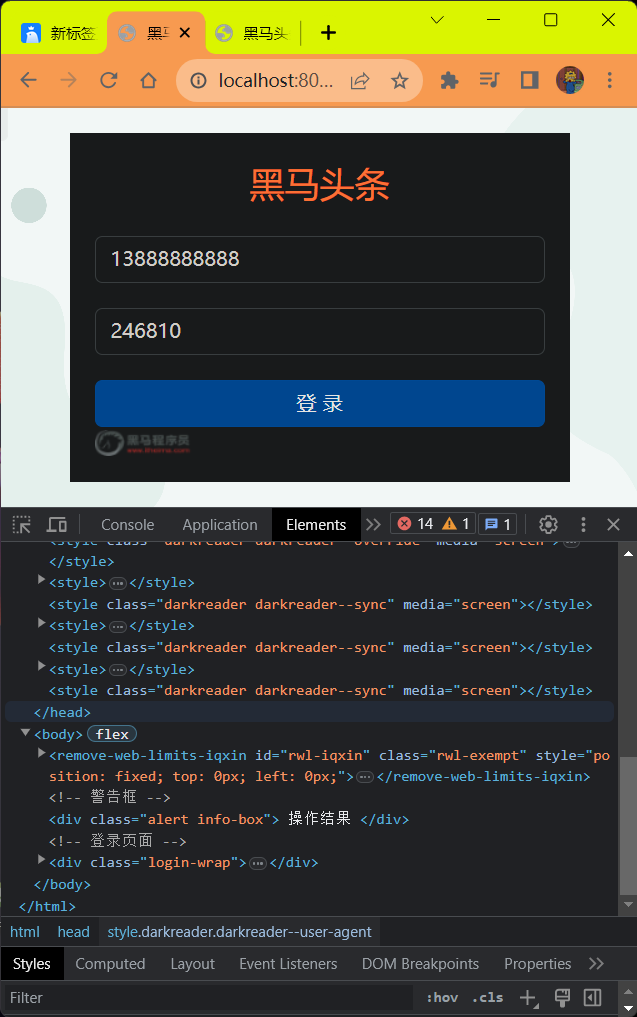 新标签
黑马
黑马头
localhost:80...
黑马头条
13888888888
246810
登 录
黑马程序员
www.itheima.com
Console
Application
Elements
14
1
1
<style class="darkreader darkreader--override" media="screen">
</style>
<style>…</style>
<style class="darkreader darkreader--sync" media="screen"></style>
<style>…</style>
<style class="darkreader darkreader--sync" media="screen"></style>
<style>…</style>
<style class="darkreader darkreader--sync" media="screen"></style>
</head>
<body> flex
<remove-web-limits-iqxin id="rwl-iqxin" class="rwl-exempt" style="po
sition: fixed; top: 0px; left: 0px;">…</remove-web-limits-iqxin>
<!-- 警告框 -->
<div class="alert info-box"> 操作结果 </div>
<!-- 登录页面 -->
<div class="login-wrap">…</div>
</body>
</html>
html
head
style.darkreader.darkreader--user-agent
Styles
Computed
Layout
Event Listeners
DOM Breakpoints
Properties
Filter
:hov
.cls